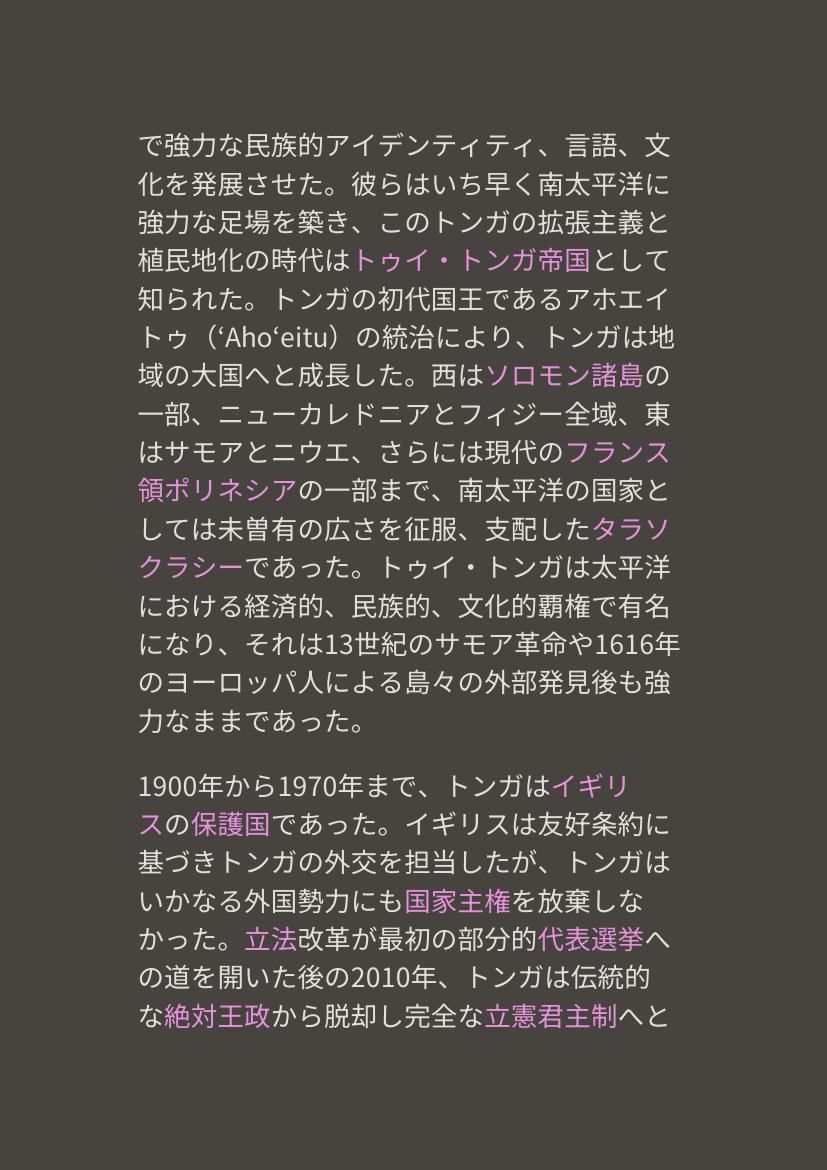 で強力な民族的アイデンティティ、言語、文
化を発展させた。彼らはいち早く南太平洋に
強力な足場を築き、このトンガの拡張主義と
植民地化の時代はトゥイ・トンガ帝国として
知られた。トンガの初代国王であるアホエイ
トゥ（ʻAhoʻeitu）の統治により、トンガは地
域の大国へと成長した。西はソロモン諸島の
一部、ニューカレドニアとフィジー全域、東
はサモアとニウエ、さらには現代のフランス
領ポリネシアの一部まで、南太平洋の国家と
しては未曽有の広さを征服、支配したタラソ
クラシーであった。トゥイ・トンガは太平洋
における経済的、民族的、文化的覇権で有名
になり、それは13世紀のサモア革命や1616年
のヨーロッパ人による島々の外部発見後も強
力なままであった。
1900年から1970年まで、トンガはイギリ
スの保護国であった。イギリスは友好条約に
基づきトンガの外交を担当したが、トンガは
いかなる外国勢力にも国家主権を放棄しな
かった。立法改革が最初の部分的代表選挙へ
の道を開いた後の2010年、トンガは伝統的
な絶対王政から脱却し完全な立憲君主制へと